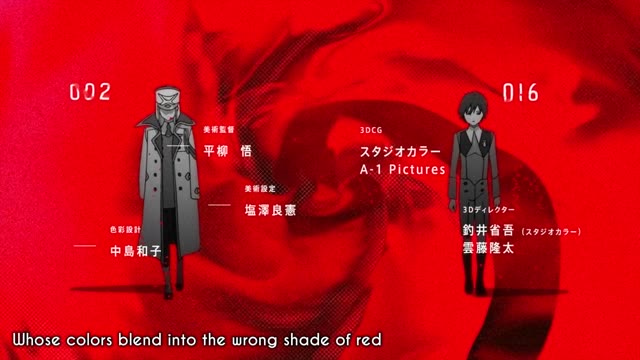 002
美術監督
平柳 悟
美術設定
塩澤良憲
色彩設計
中島和子
016
3DCG
スタジオカラー
A-1 Pictures
3Dディレクター
釣井省吾 (スタジオカラー)
雲藤隆太
Whose colors blend into the wrong shade of red